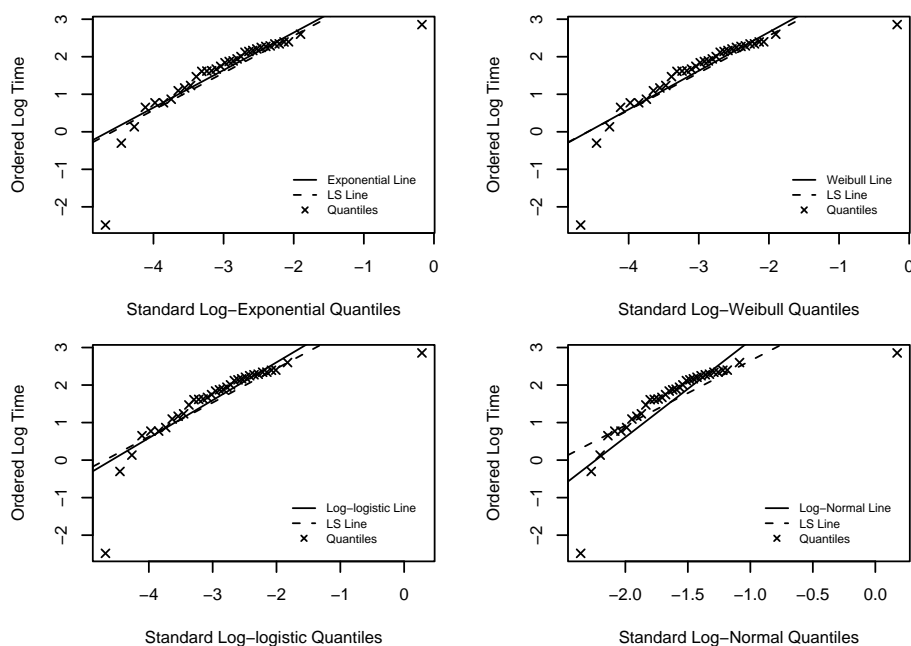 Ordered Log Time
3
2
1
0
−1
−2
Exponential Line
LS Line
Quantiles
−4 −3 −2 −1 0
Standard Log−Exponential Quantiles
Ordered Log Time
3
2
1
0
−1
−2
Weibull Line
LS Line
Quantiles
−4 −3 −2 −1 0
Standard Log−Weibull Quantiles
Ordered Log Time
3
2
1
0
−1
−2
Log−logistic Line
LS Line
Quantiles
−4 −3 −2 −1 0
Standard Log−logistic Quantiles
Ordered Log Time
3
2
1
0
−1
−2
Log−Normal Line
LS Line
Quantiles
−2.0 −1.5 −1.0 −0.5 0.0
Standard Log−Normal Quantiles